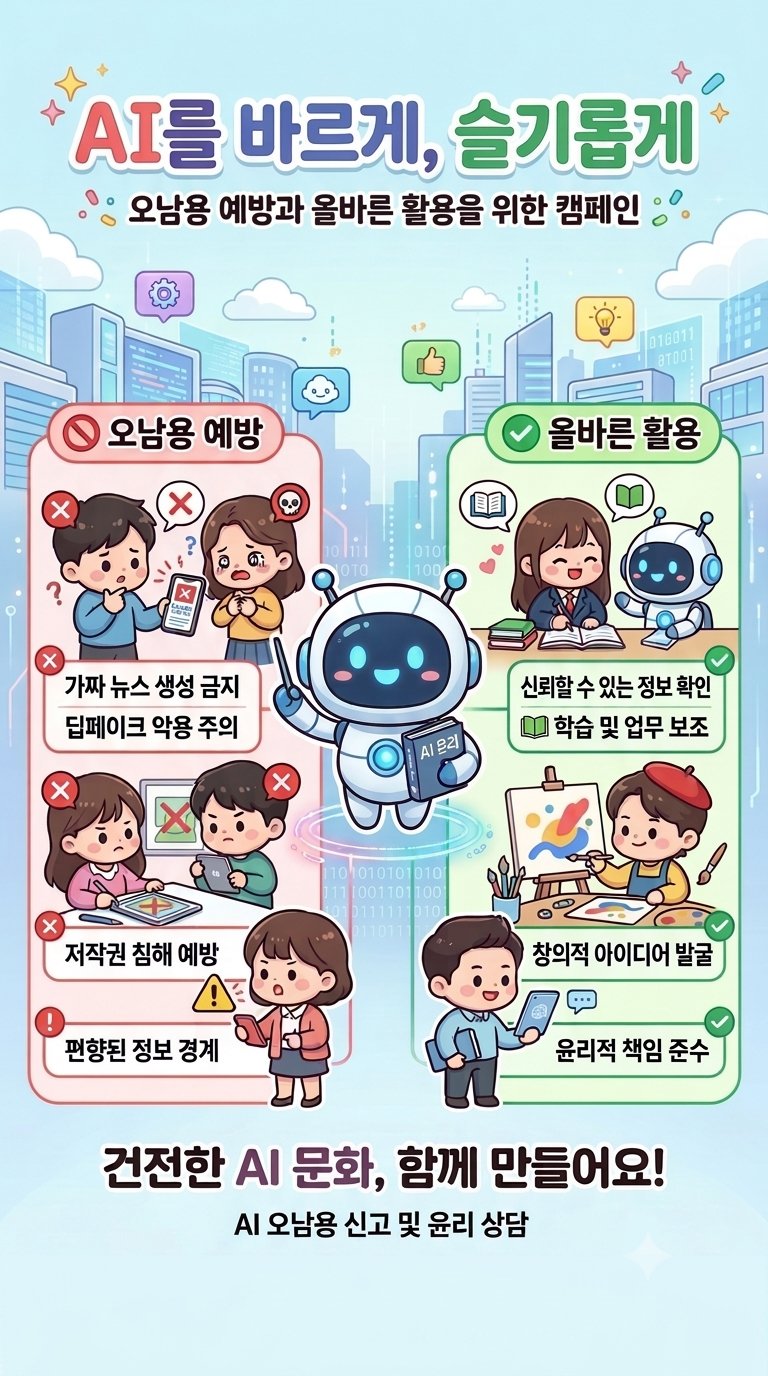 AI를 바르게, 슬기롭게
오남용 예방과 올바른 활용을 위한 캠페인
오남용 예방
가짜 뉴스 생성 금지
딥페이크 악용 주의
저작권 침해 예방
편향된 정보 경계
AI 윤리
올바른 활용
신뢰할 수 있는 정보 확인
학습 및 업무 보조
창의적 아이디어 발굴
윤리적 책임 준수
건전한 AI 문화, 함께 만들어요!
AI 오남용 신고 및 윤리 상담